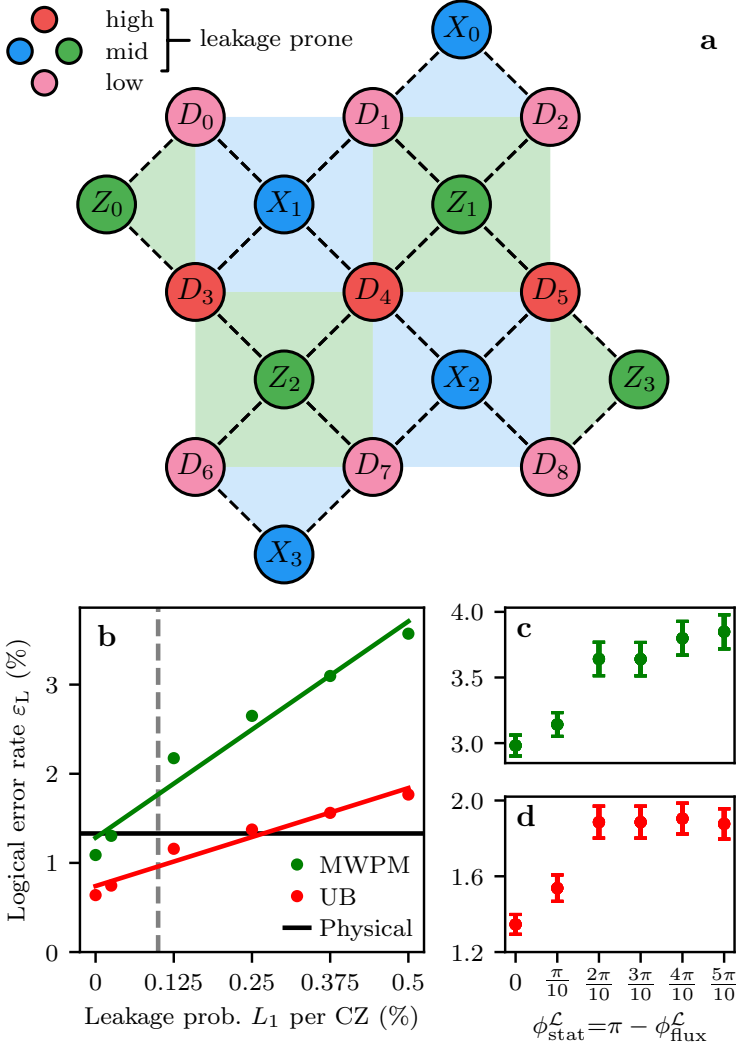 high
mid
low
leakage prone
a
X₀
D₀ D₁ D₂
Z₀ X₁ Z₁
D₃ D₄ D₅
Z₂ X₂ Z₃
D₆ D₇ D₈
X₃
b
Logical error rate ε_L (%)
3
2
1
0
MWPM
UB
Physical
0 0.125 0.25 0.375 0.5
Leakage prob. L₁ per CZ (%)
c
4.0
3.5
3.0
d
2.0
1.6
1.2
0 π/10 2π/10 3π/10 4π/10 5π/10
ϕ^ℒ_stat=π − ϕ^ℒ_flux